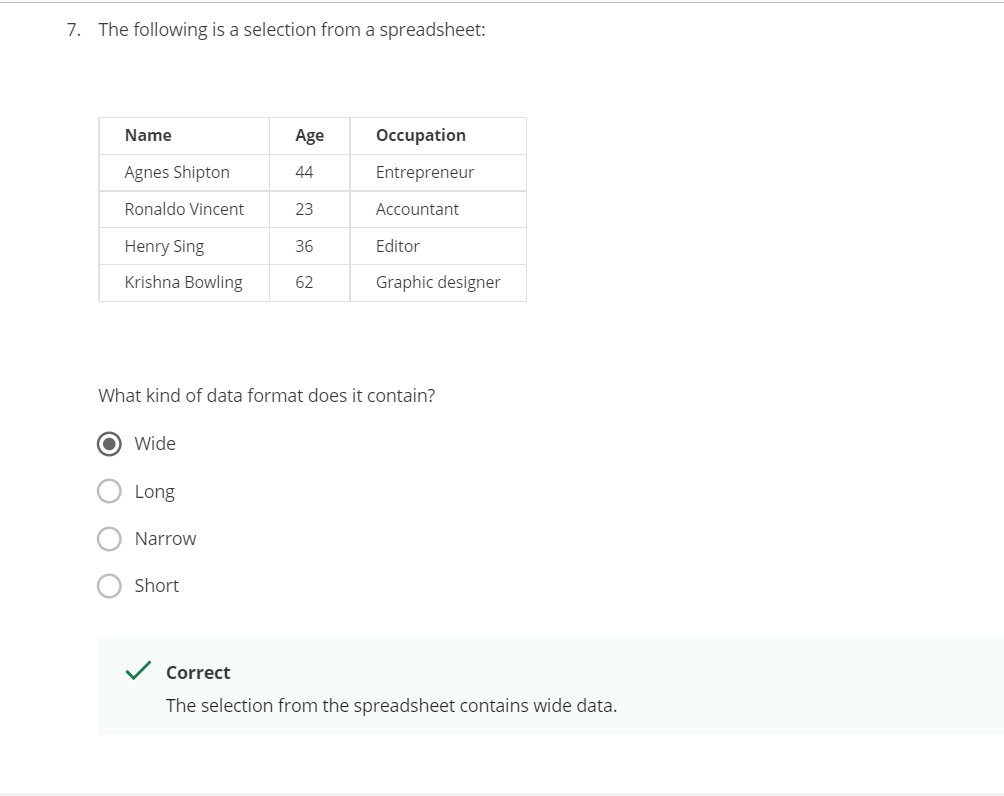 7. The following is a selection from a spreadsheet:
Name Age Occupation
Agnes Shipton 44 Entrepreneur
Ronaldo Vincent 23 Accountant
Henry Sing 36 Editor
Krishna Bowling 62 Graphic designer
What kind of data format does it contain?
Wide
Long
Narrow
Short
Correct
The selection from the spreadsheet contains wide data.